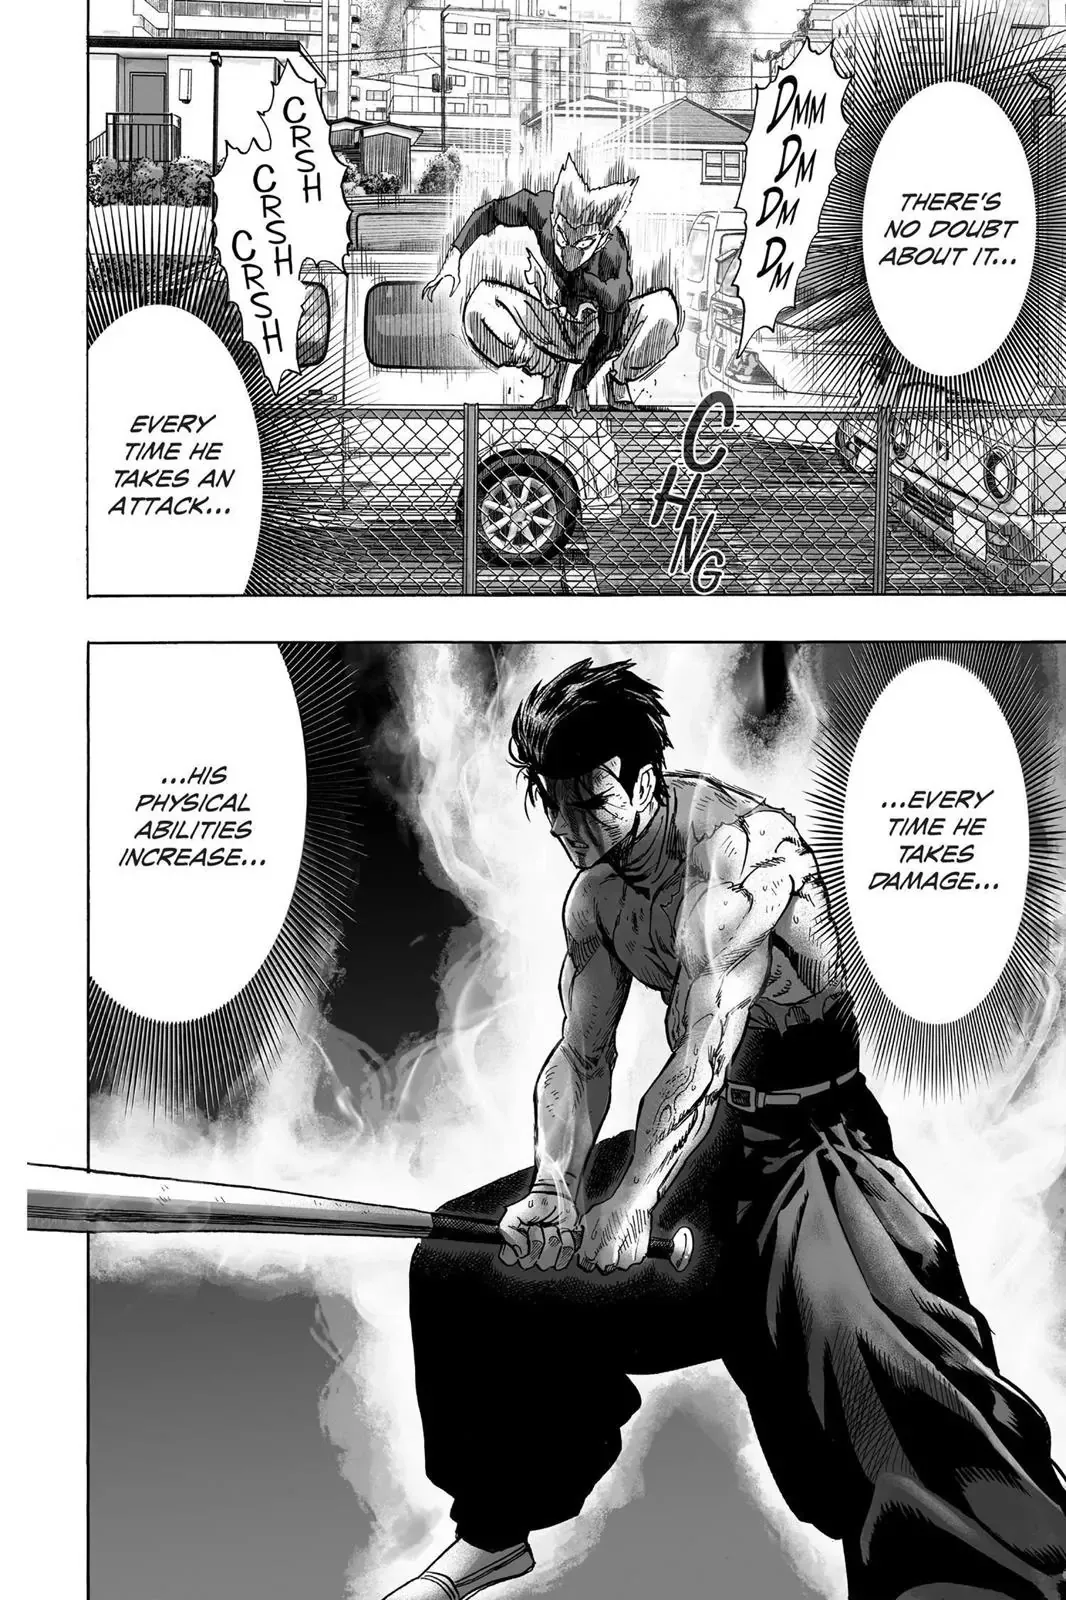 THERE'S
NO DOUBT
ABOUT IT...
DMM
DM
DM
DM
CRSH
CRSH
CRSH
CHNG
EVERY
TIME HE
TAKES AN
ATTACK...
...EVERY
TIME HE
TAKES
DAMAGE...
...HIS
PHYSICAL
ABILITIES
INCREASE...